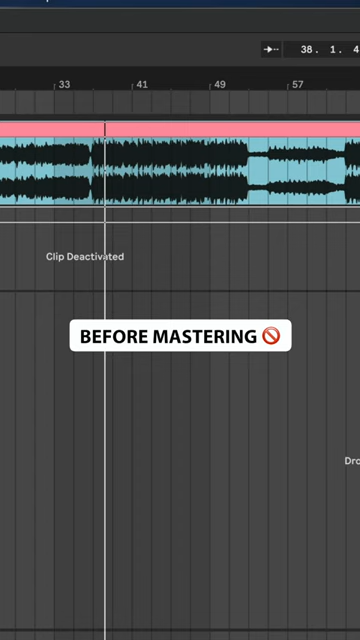 38. 1. 4
33 41 49 57
Clip Deactivated
BEFORE MASTERING 🚫
Dro